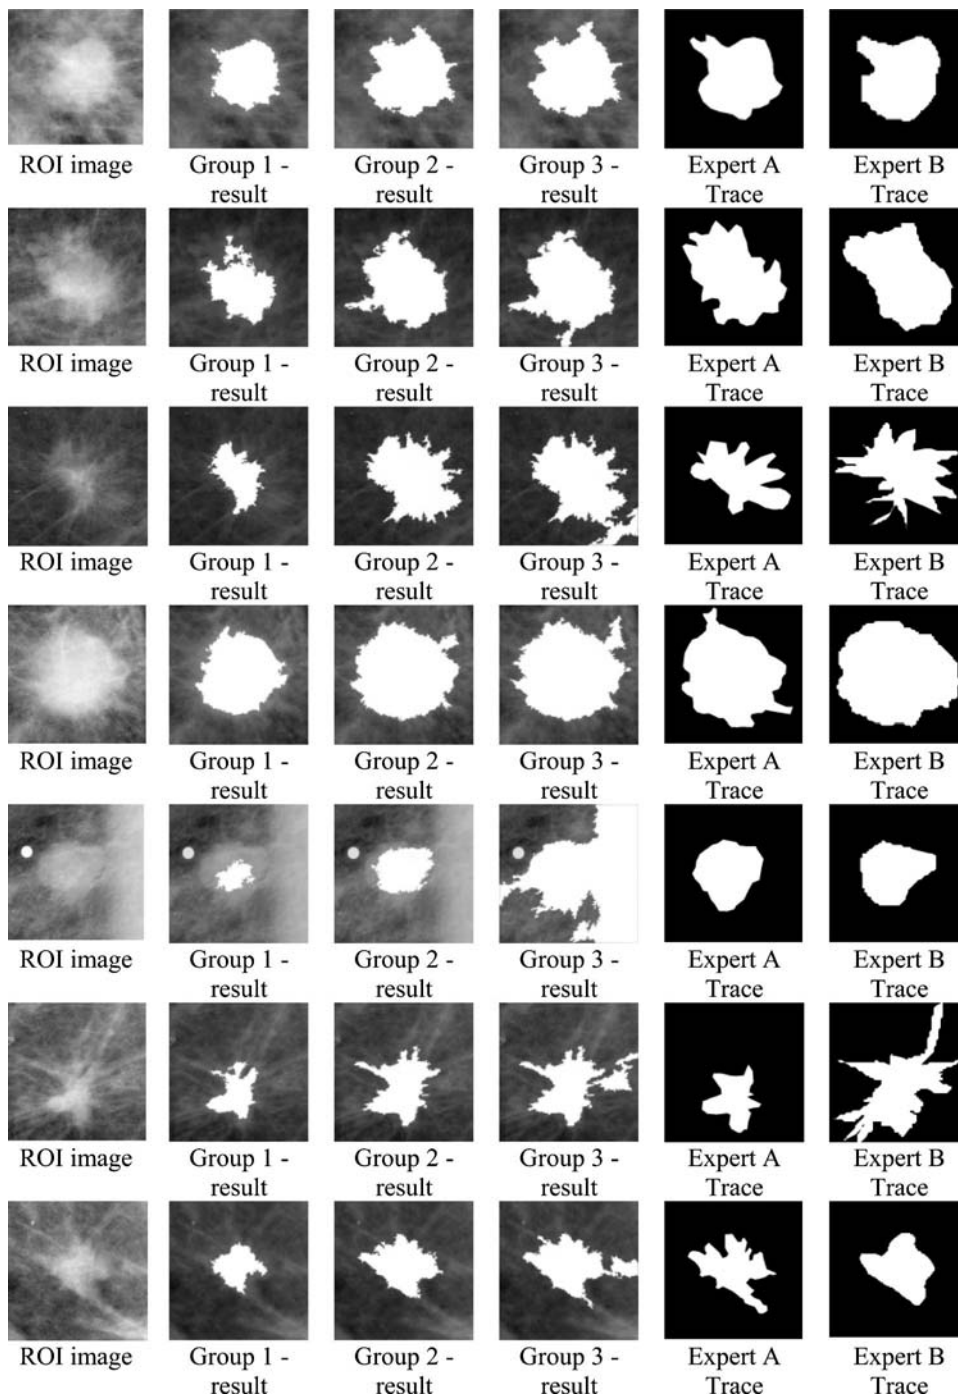 ROI image
Group 1 -
result
Group 2 -
result
Group 3 -
result
Expert A
Trace
Expert B
Trace
ROI image
Group 1 -
result
Group 2 -
result
Group 3 -
result
Expert A
Trace
Expert B
Trace
ROI image
Group 1 -
result
Group 2 -
result
Group 3 -
result
Expert A
Trace
Expert B
Trace
ROI image
Group 1 -
result
Group 2 -
result
Group 3 -
result
Expert A
Trace
Expert B
Trace
ROI image
Group 1 -
result
Group 2 -
result
Group 3 -
result
Expert A
Trace
Expert B
Trace
ROI image
Group 1 -
result
Group 2 -
result
Group 3 -
result
Expert A
Trace
Expert B
Trace
ROI image
Group 1 -
result
Group 2 -
result
Group 3 -
result
Expert A
Trace
Expert B
Trace